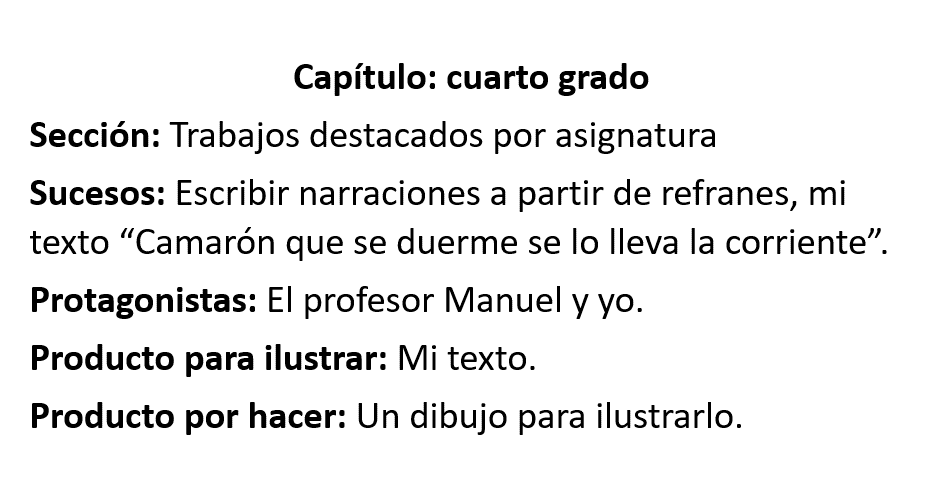 Capítulo: cuarto grado
Sección: Trabajos destacados por asignatura
Sucesos: Escribir narraciones a partir de refranes, mi
texto “Camarón que se duerme se lo lleva la corriente”.
Protagonistas: El profesor Manuel y yo.
Producto para ilustrar: Mi texto.
Producto por hacer: Un dibujo para ilustrarlo.